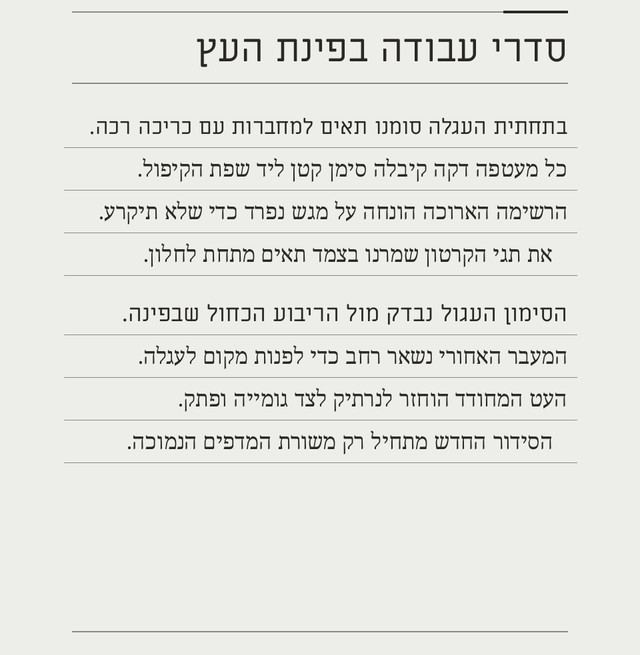 סדרי עבודה בפינת העץ
בתחתית העגלה סומנו תאים למחברות עם כריכה רכה.
כל מעטפה דקה קיבלה סימן קטן ליד שפת הקיפול.
הרשימה הארוכה הונחה על מגש נפרד כדי שלא תיקרע.
את תגי הקרטון שמרנו בצמד תאים מתחת לחלון.
הסימון העגול נבדק מול הריבוע הכחול שבפינה.
המעבר האחורי נשאר רחב כדי לפנות מקום לעגלה.
העט המחודד הוחזר לנרתיק לצד גומייה ופתק.
הסידור החדש מתחיל רק משורת המדפים הנמוכה.